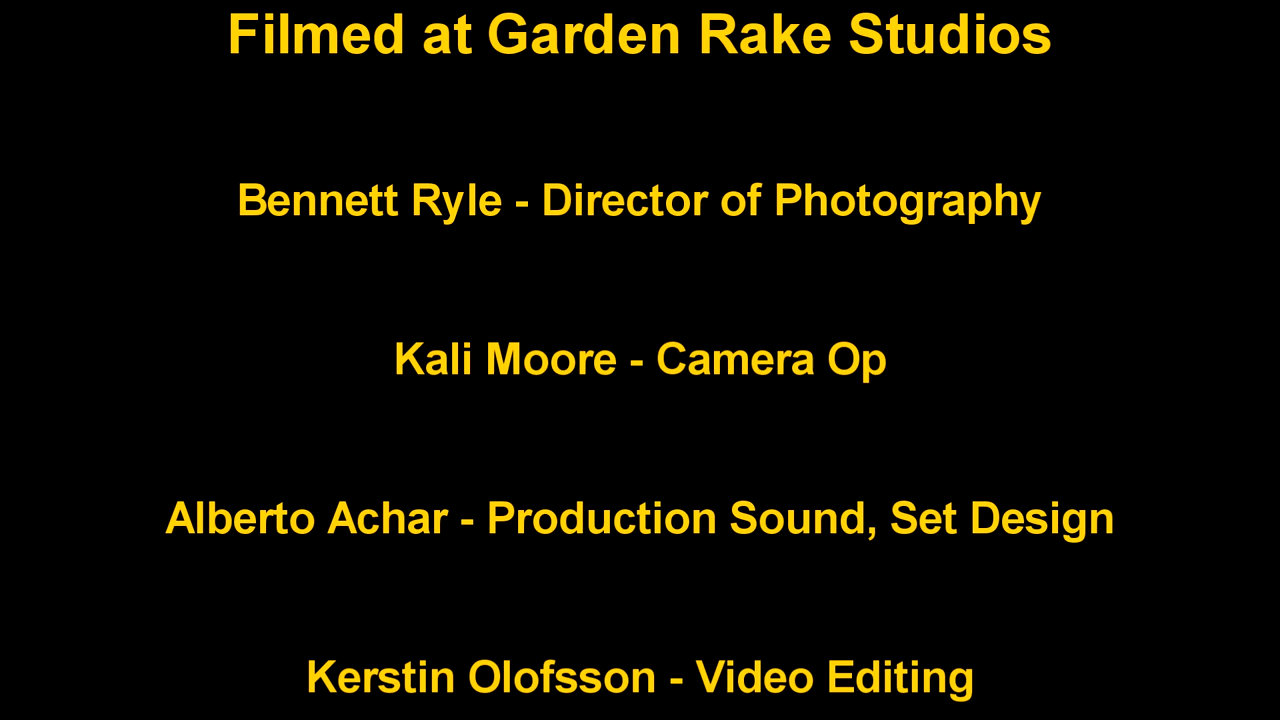 Filmed at Garden Rake Studios
Bennett Ryle - Director of Photography
Kali Moore - Camera Op
Alberto Achar - Production Sound, Set Design
Kerstin Olofsson - Video Editing